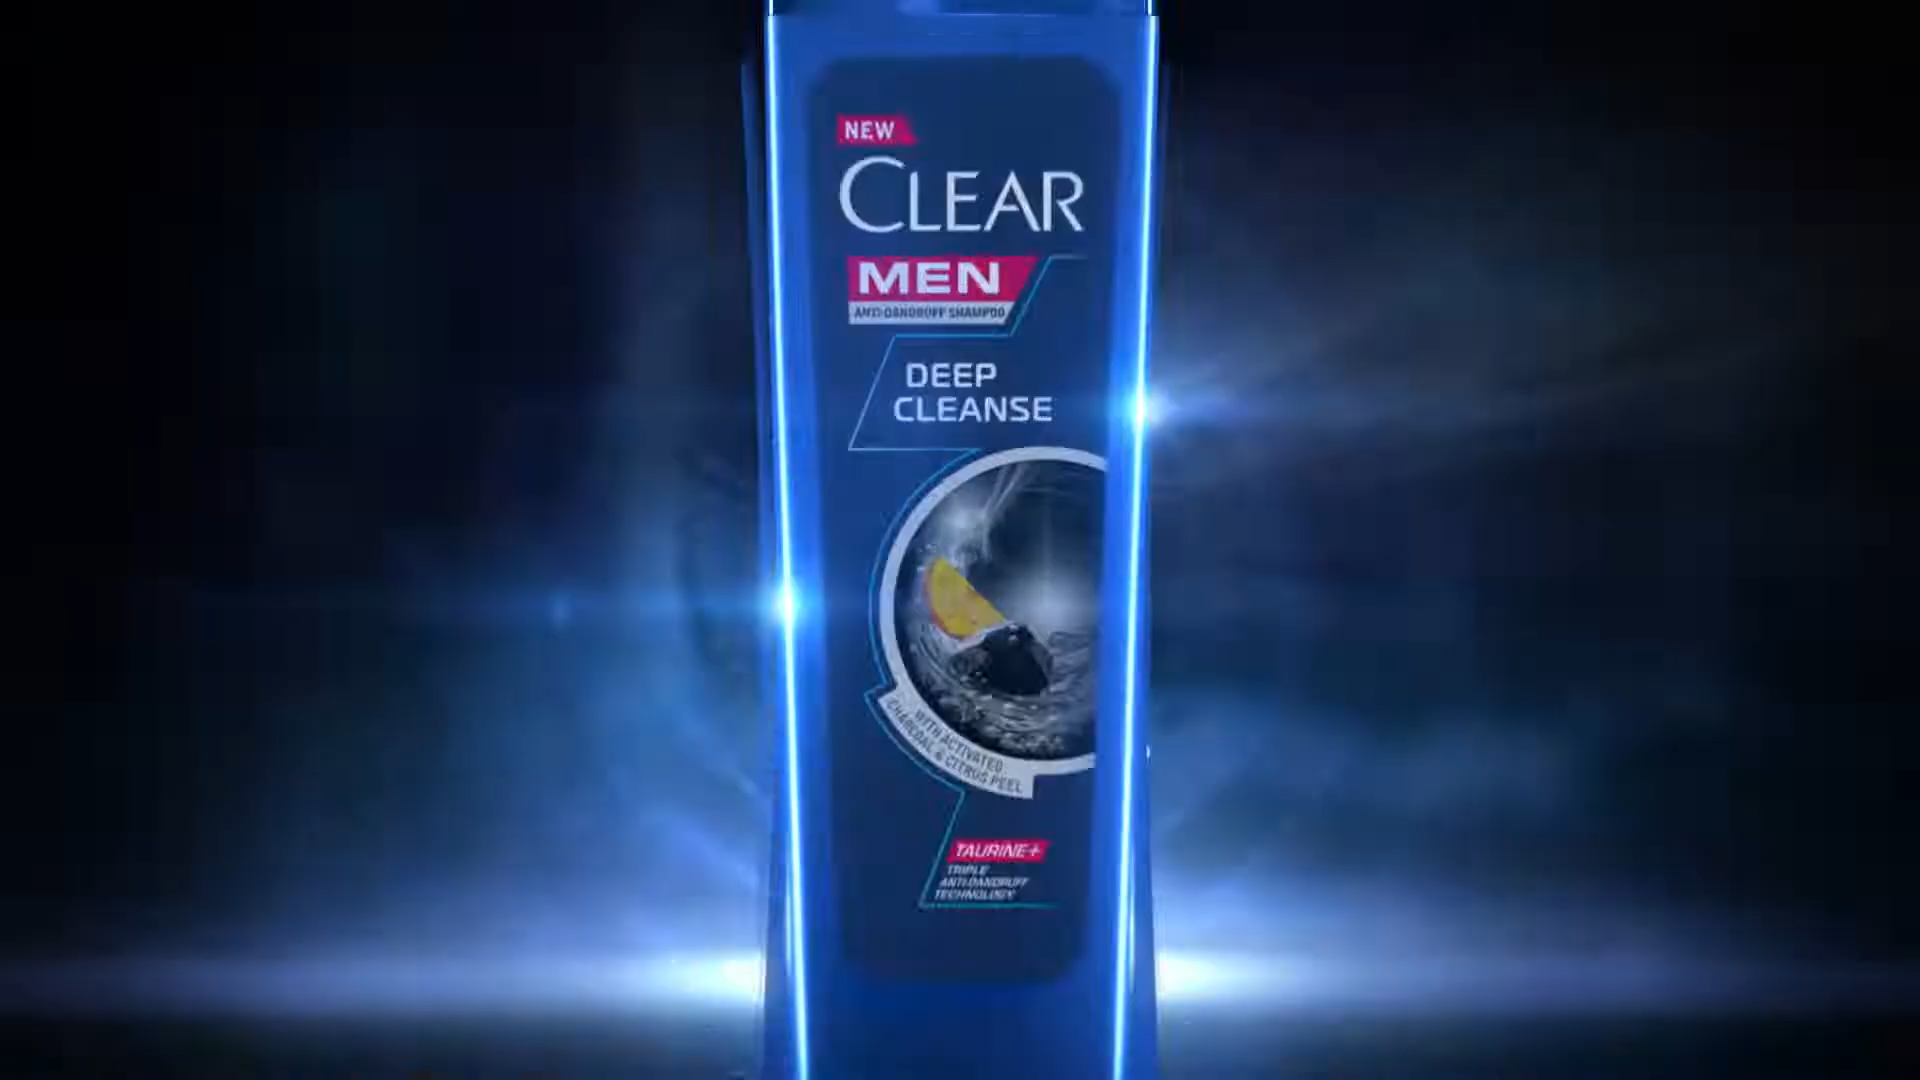 NEW
CLEAR
MEN
ANTI-DANDRUFF SHAMPOO
DEEP
CLEANSE
WITH ACTIVATED
CHARCOAL & CITRUS PEEL
TAURINE+
TRIPLE
ANTI-DANDRUFF
TECHNOLOGY